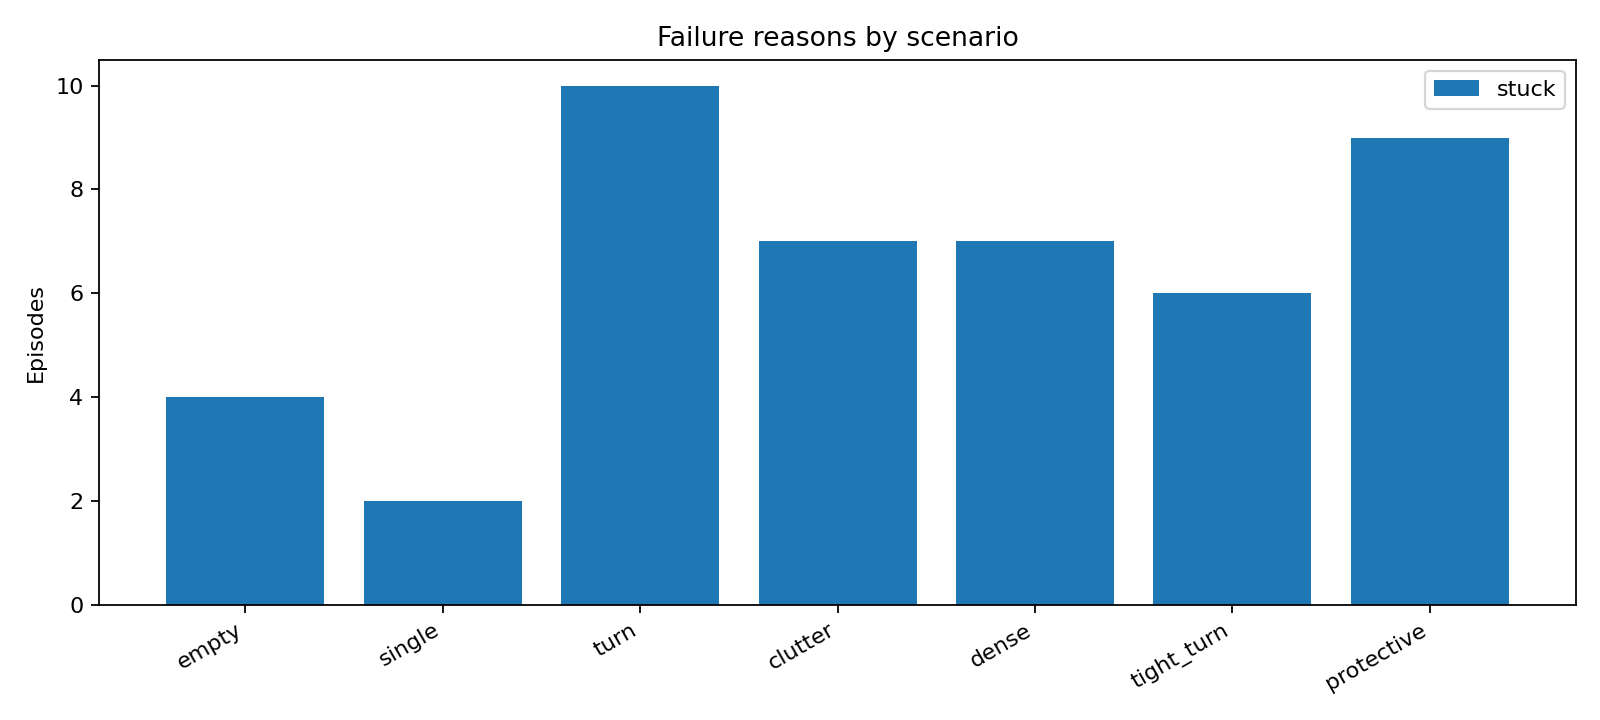 Failure reasons by scenario
stuck
Episodes
10
8
6
4
2
0
empty
single
turn
clutter
dense
tight_turn
protective